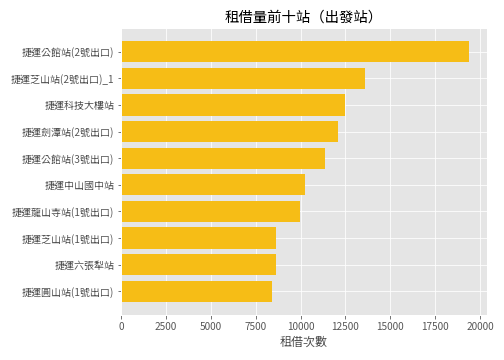 租借量前十站（出發站）
捷運公館站(2號出口)
捷運芝山站(2號出口)_1
捷運科技大樓站
捷運劍潭站(2號出口)
捷運公館站(3號出口)
捷運中山國中站
捷運龍山寺站(1號出口)
捷運芝山站(1號出口)
捷運六張犁站
捷運圓山站(1號出口)
0 2500 5000 7500 10000 12500 15000 17500 20000
租借次數